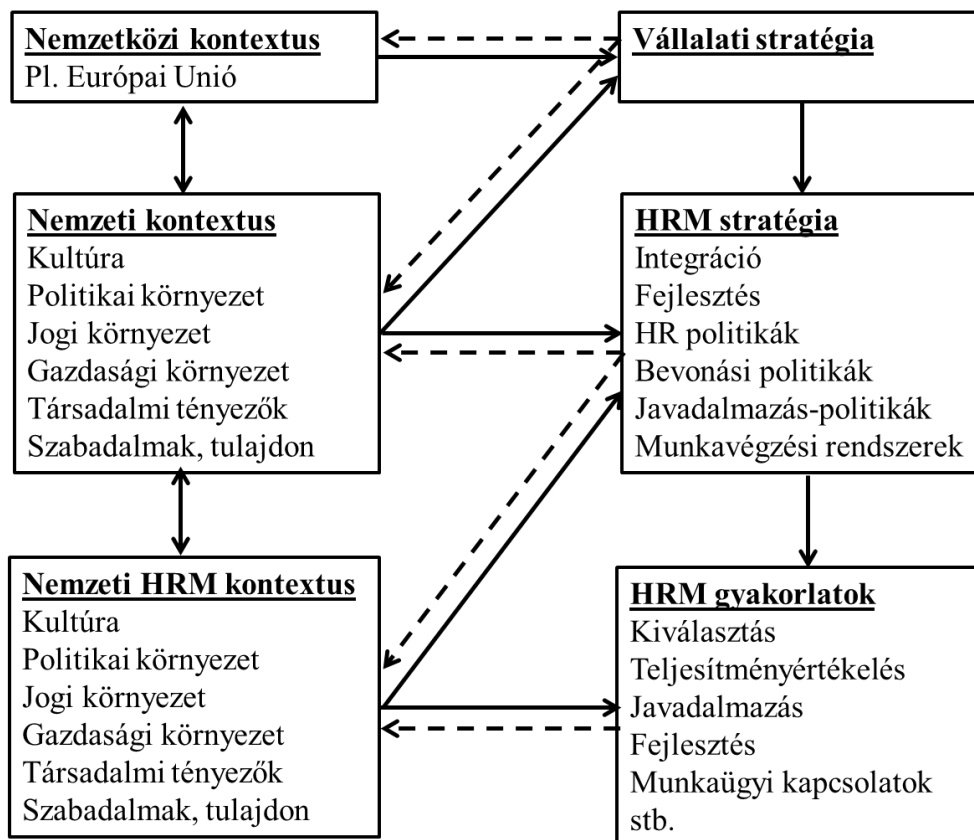 Nemzetközi kontextus
Pl. Európai Unió
Vállalati stratégia
Nemzeti kontextus
Kultúra
Politikai környezet
Jogi környezet
Gazdasági környezet
Társadalmi tényezők
Szabadalmak, tulajdon
HRM stratégia
Integráció
Fejlesztés
HR politikák
Bevonási politikák
Javadalmazás-politikák
Munkavégzési rendszerek
Nemzeti HRM kontextus
Kultúra
Politikai környezet
Jogi környezet
Gazdasági környezet
Társadalmi tényezők
Szabadalmak, tulajdon
HRM gyakorlatok
Kiválasztás
Teljesítményértékelés
Javadalmazás
Fejlesztés
Munkaügyi kapcsolatok
stb.